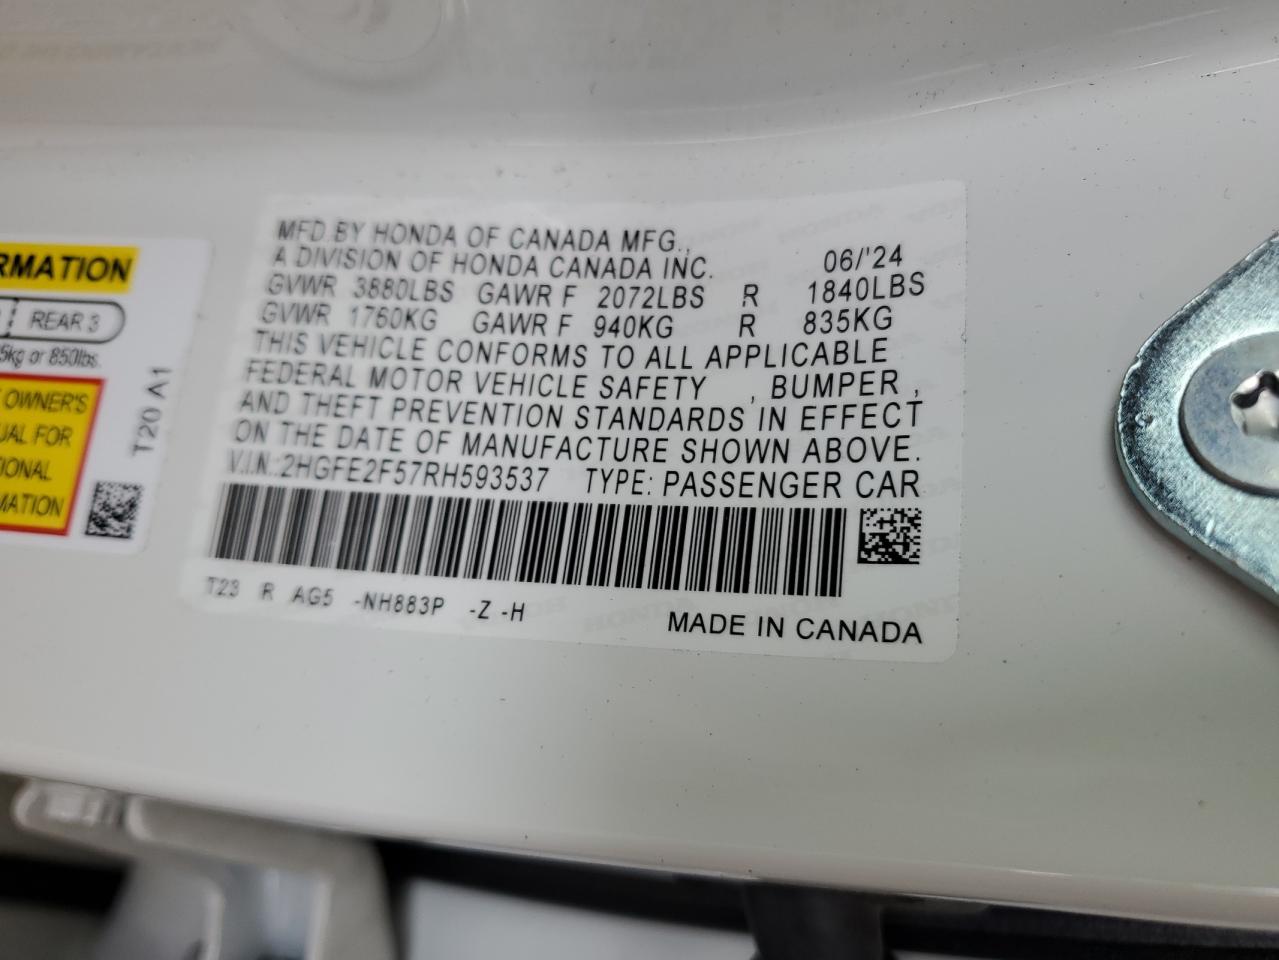 RMATION
REAR 3
5kg or 850lbs.
OWNER'S
UAL FOR
TIONAL
MATION
T20 A1
MFD. BY HONDA OF CANADA MFG.,
A DIVISION OF HONDA CANADA INC. 06/'24
GVWR 3880LBS GAWR F 2072LBS R 1840LBS
GVWR 1760KG GAWR F 940KG R 835KG
THIS VEHICLE CONFORMS TO ALL APPLICABLE
FEDERAL MOTOR VEHICLE SAFETY , BUMPER ,
AND THEFT PREVENTION STANDARDS IN EFFECT
ON THE DATE OF MANUFACTURE SHOWN ABOVE.
V.I.N.:2HGFE2F57RH593537 TYPE: PASSENGER CAR
T23 R AG5 -NH883P -Z -H
MADE IN CANADA